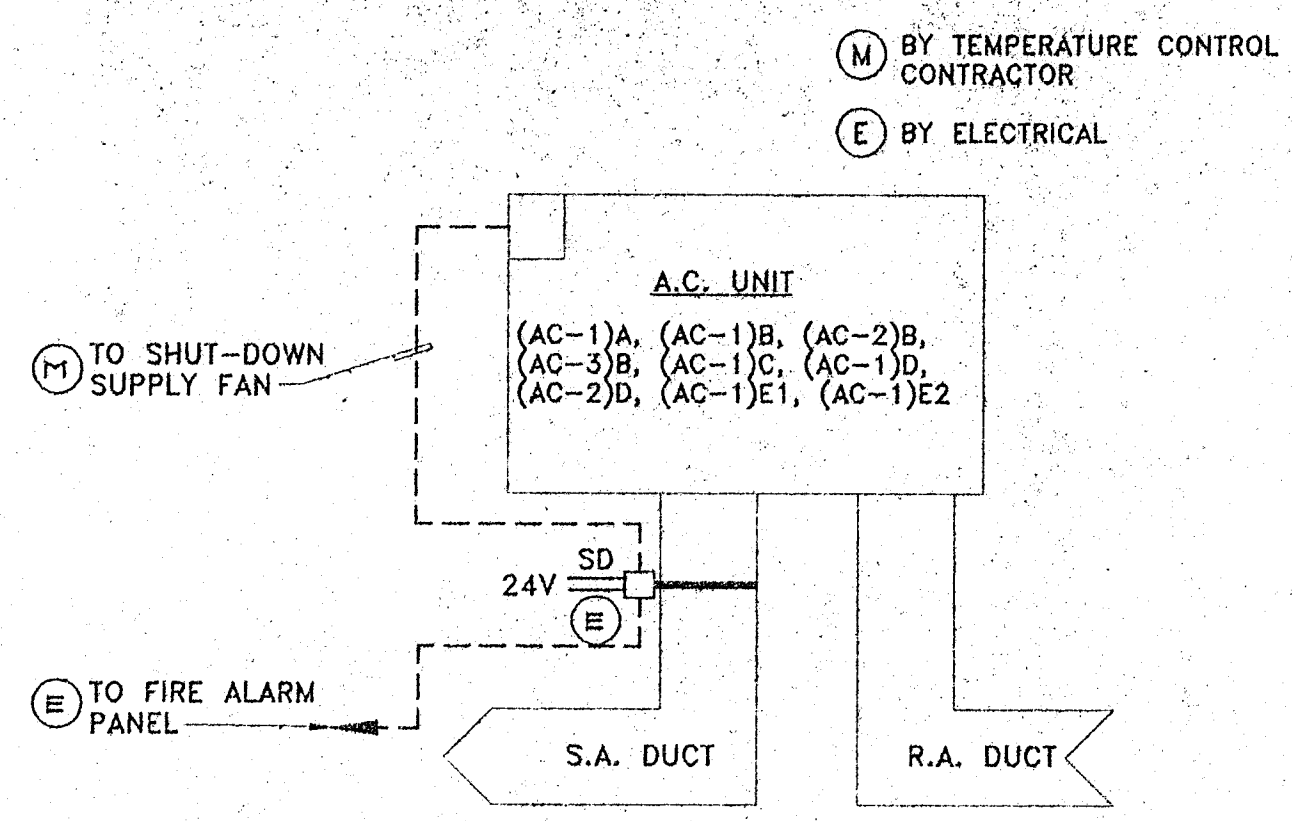 M BY TEMPERATURE CONTROL
CONTRACTOR
E BY ELECTRICAL
A.C. UNIT
(AC-1)A, (AC-1)B, (AC-2)B,
(AC-3)B, (AC-1)C, (AC-1)D,
(AC-2)D, (AC-1)E1, (AC-1)E2
M TO SHUT-DOWN
SUPPLY FAN
SD
24V
E
E TO FIRE ALARM
PANEL
S.A. DUCT
R.A. DUCT